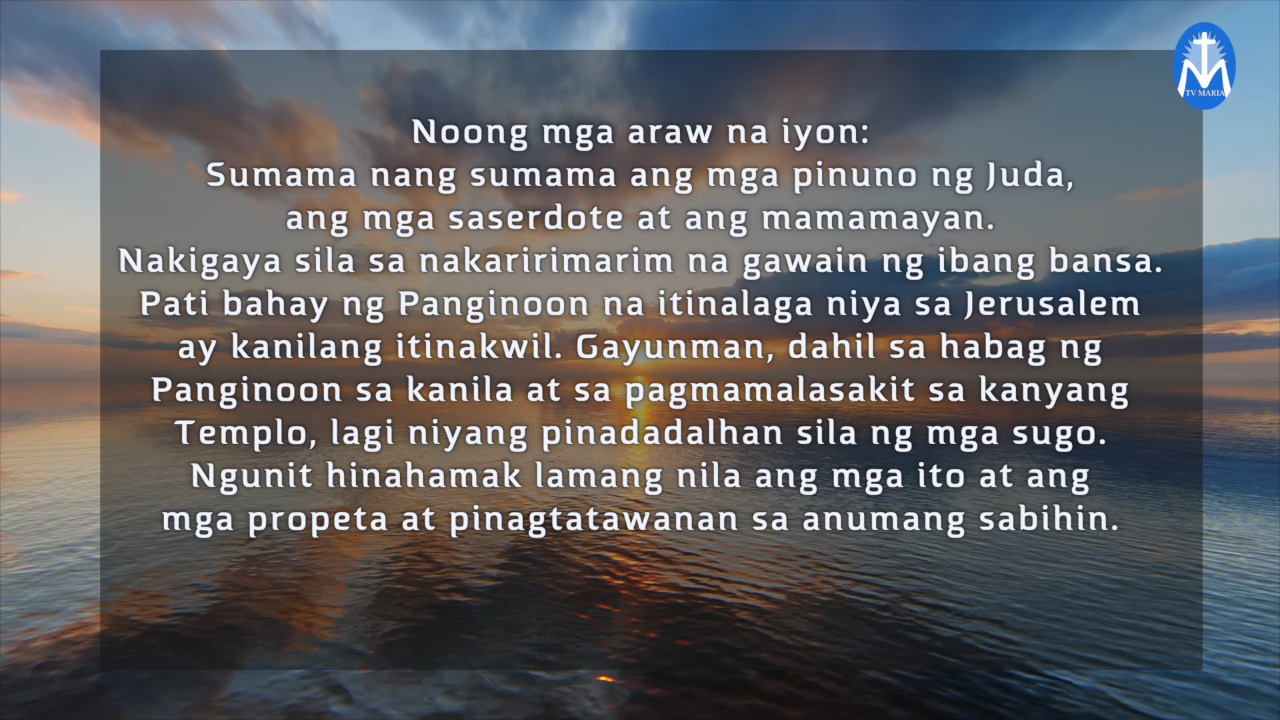 TV MARIA
Noong mga araw na iyon:
Sumama nang sumama ang mga pinuno ng Juda,
ang mga saserdote at ang mamamayan.
Nakigaya sila sa nakaririmarim na gawain ng ibang bansa.
Pati bahay ng Panginoon na itinalaga niya sa Jerusalem
ay kanilang itinakwil. Gayunman, dahil sa habag ng
Panginoon sa kanila at sa pagmamalasakit sa kanyang
Templo, lagi niyang pinadadalhan sila ng mga sugo.
Ngunit hinahamak lamang nila ang mga ito at ang
mga propeta at pinagtatawanan sa anumang sabihin.